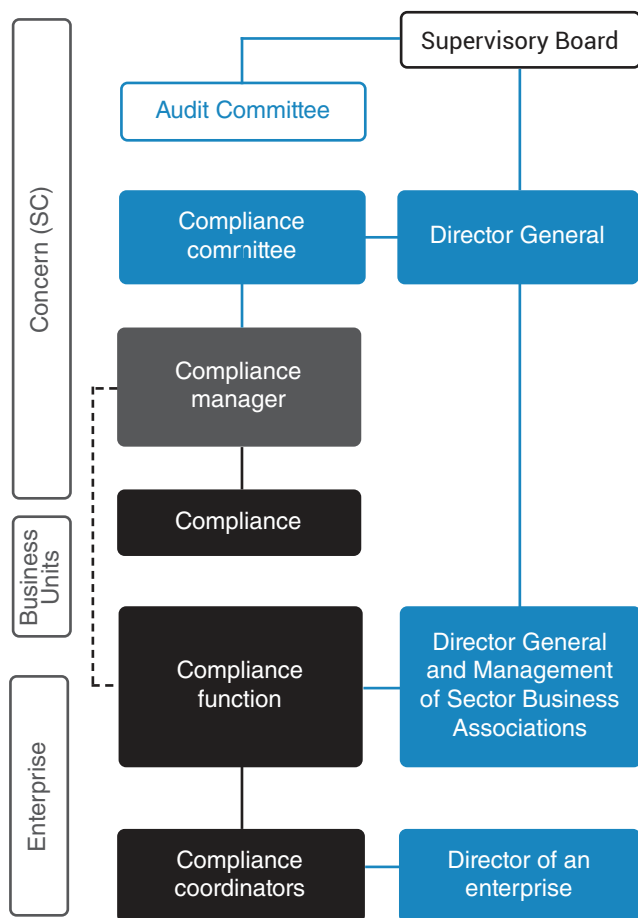 Supervisory Board
Audit Committee
Concern (SC)
Compliance
committee
Director General
Compliance
manager
Compliance
Business
Units
Compliance
function
Director General
and Management
of Sector Business
Associations
Enterprise
Compliance
coordinators
Director of an
enterprise